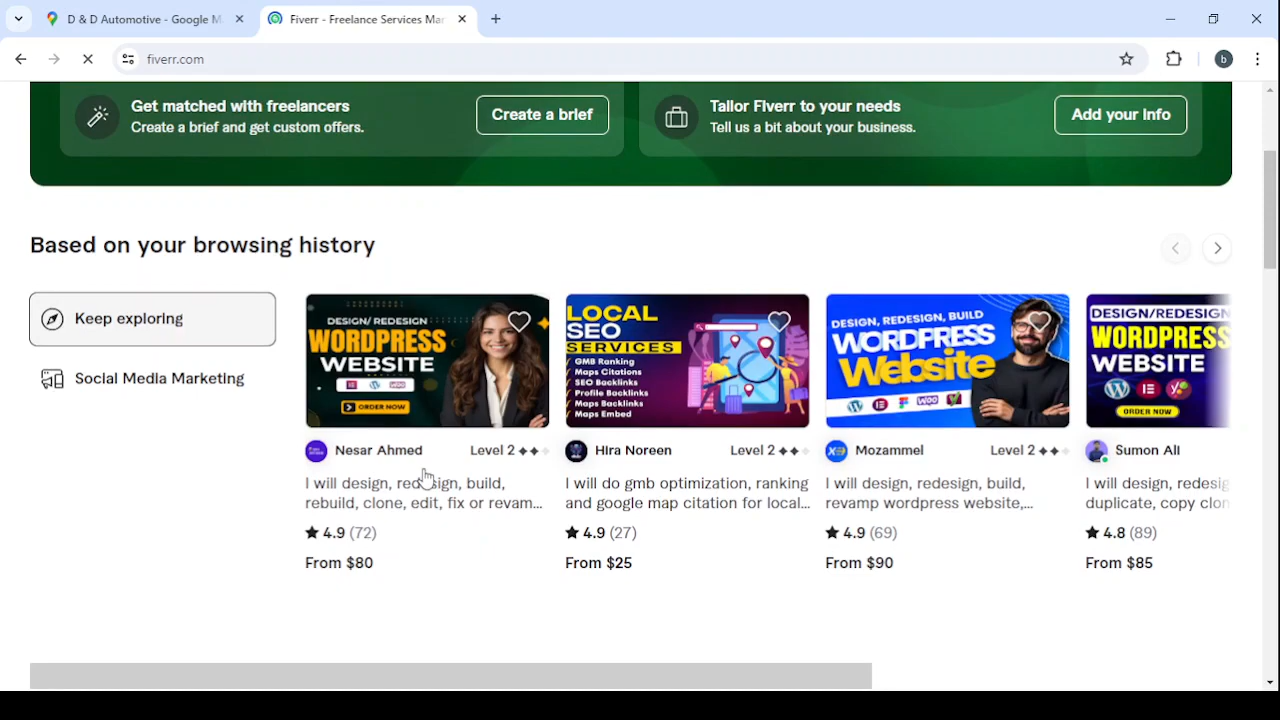 D & D Automotive - Google M
Fiverr - Freelance Services Mar
fiverr.com
b
Get matched with freelancers
Create a brief and get custom offers.
Create a brief
Tailor Fiverr to your needs
Tell us a bit about your business.
Add your info
Based on your browsing history
Keep exploring
Social Media Marketing
DESIGN/ REDESIGN
WORDPRESS
WEBSITE
ORDER NOW
Nesar Ahmed
Level 2
I will design, redesign, build,
rebuild, clone, edit, fix or revam...
4.9 (72)
From $80
LOCAL
SEO
SERVICES
GMB Ranking
Maps Citations
SEO Backlinks
Profile Backlinks
Maps Backlinks
Maps Embed
Hira Noreen
Level 2
I will do gmb optimization, ranking
and google map citation for local...
4.9 (27)
From $25
DESIGN, REDESIGN, BUILD
WORDPRESS
Website
Mozammel
Level 2
I will design, redesign, build,
revamp wordpress website,...
4.9 (69)
From $90
DESIGN/REDESIGN
WORDPRESS
WEBSITE
ORDER NOW
Sumon Ali
I will design, redesig
duplicate, copy clon
4.8 (89)
From $85